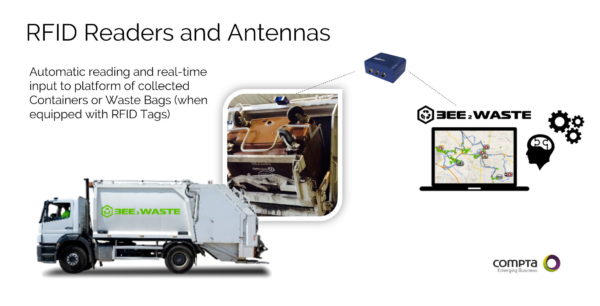 RFID Readers and Antennas
Automatic reading and real-time
input to platform of collected
Containers or Waste Bags (when
equipped with RFID Tags)
BEE2WASTE
BEE2WASTE
compta
Emerging Business